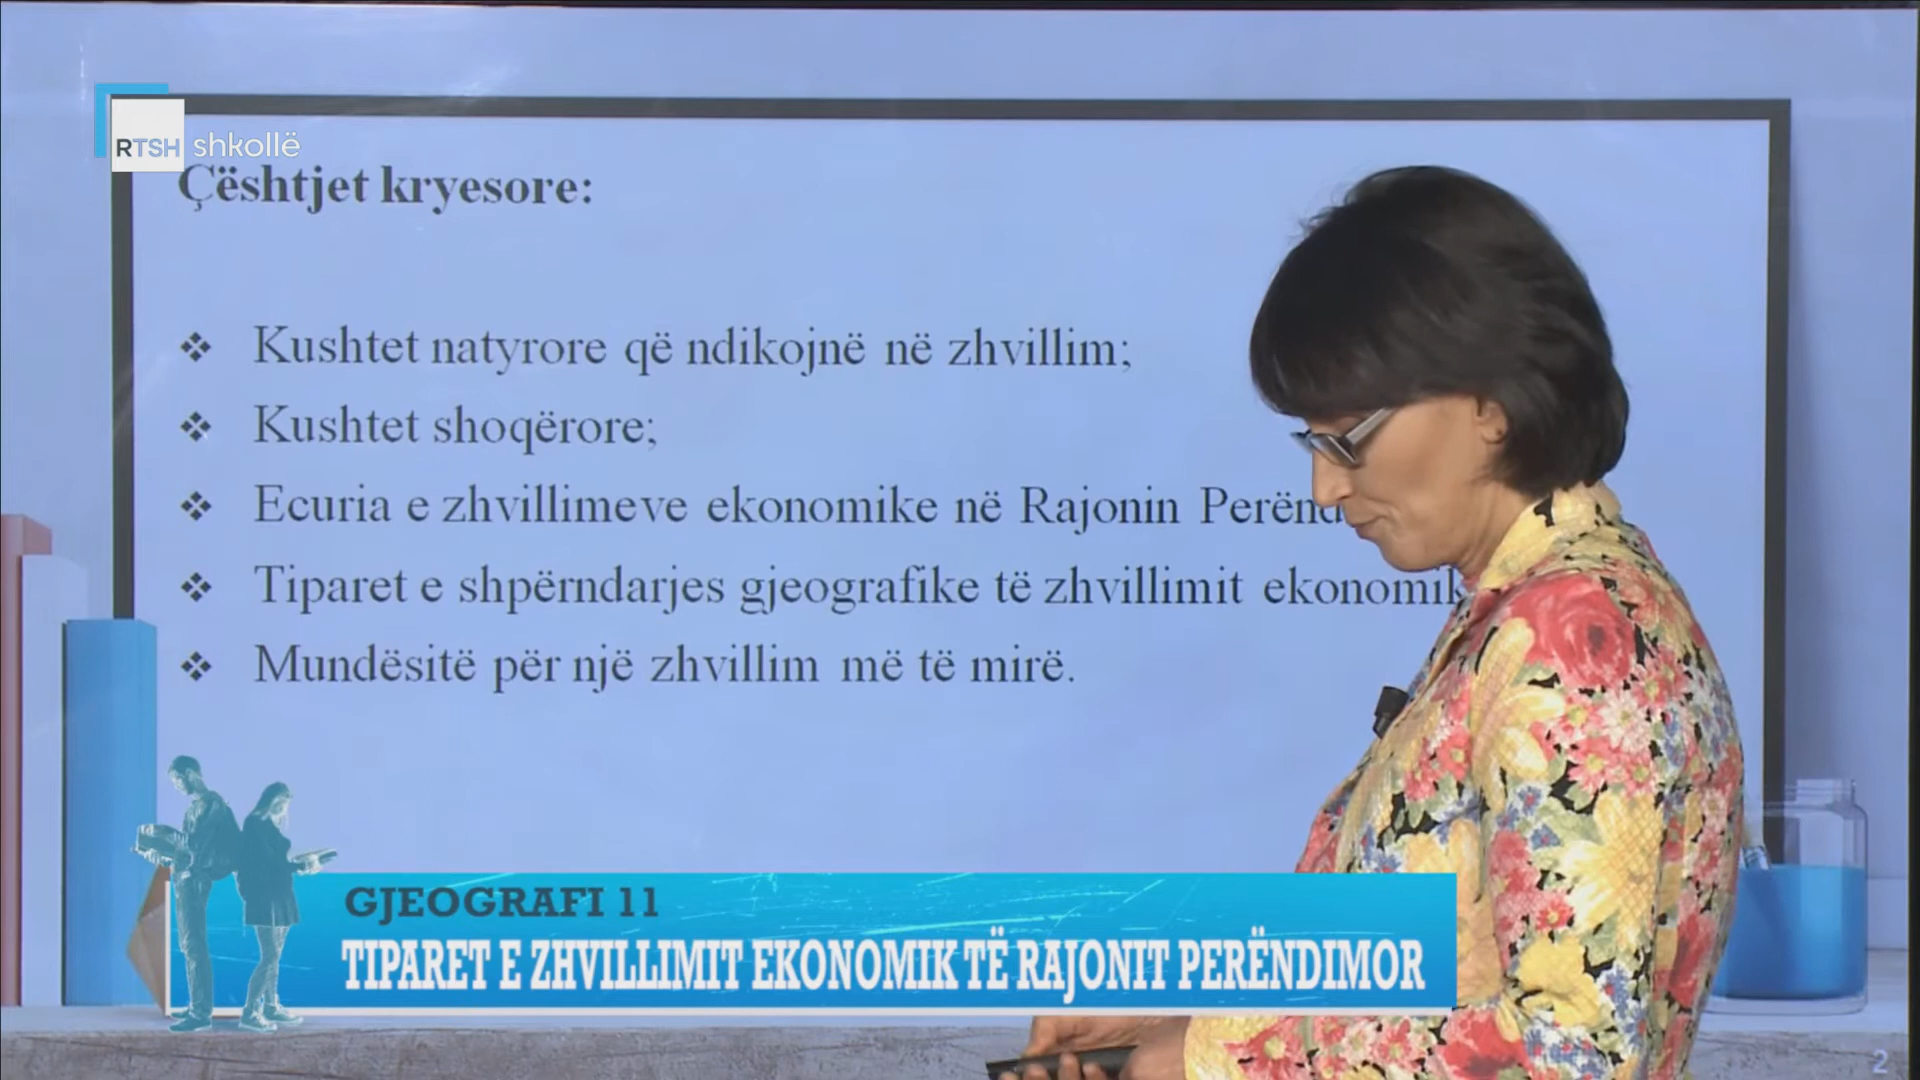 RTSH shkollë
Çështjet kryesore:
Kushtet natyrore që ndikojnë në zhvillim;
Kushtet shoqërore;
Ecuria e zhvillimeve ekonomike në Rajonin
Tiparet e shpërndarjes gjeografike të zhvillimit ekonomik
Mundësitë për një zhvillim më të mirë.
GJEOGRAFI 11
TIPARET E ZHVILLIMIT EKONOMIK TË RAJONIT PERËNDIMOR
2